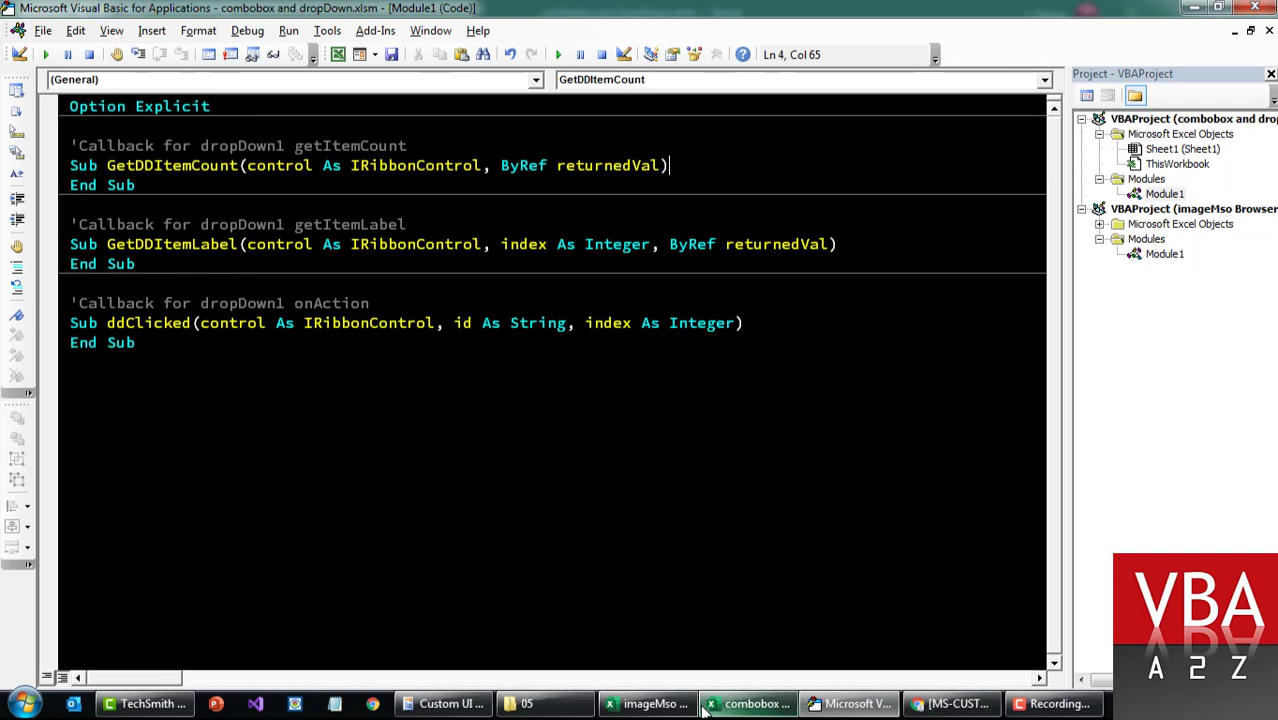 Microsoft Visual Basic for Applications - combobox and dropDown.xlsm - [Module1 (Code)]
File Edit View Insert Format Debug Run Tools Add-Ins Window Help
Ln 4, Col 65
(General) GetDDItemCount
Project - VBAProject
Option Explicit
'Callback for dropDown1 getItemCount
Sub GetDDItemCount(control As IRibbonControl, ByRef returnedVal)
End Sub
'Callback for dropDown1 getItemLabel
Sub GetDDItemLabel(control As IRibbonControl, index As Integer, ByRef returnedVal)
End Sub
'Callback for dropDown1 onAction
Sub ddClicked(control As IRibbonControl, id As String, index As Integer)
End Sub
VBAProject (combobox and drop
Microsoft Excel Objects
Sheet1 (Sheet1)
ThisWorkbook
Modules
Module1
VBAProject (imageMso Browser
Microsoft Excel Objects
Modules
Module1
VBA
A 2 Z
TechSmith ... Custom UI ... 05 imageMso ... combobox ... Microsoft V... [MS-CUST... Recording...